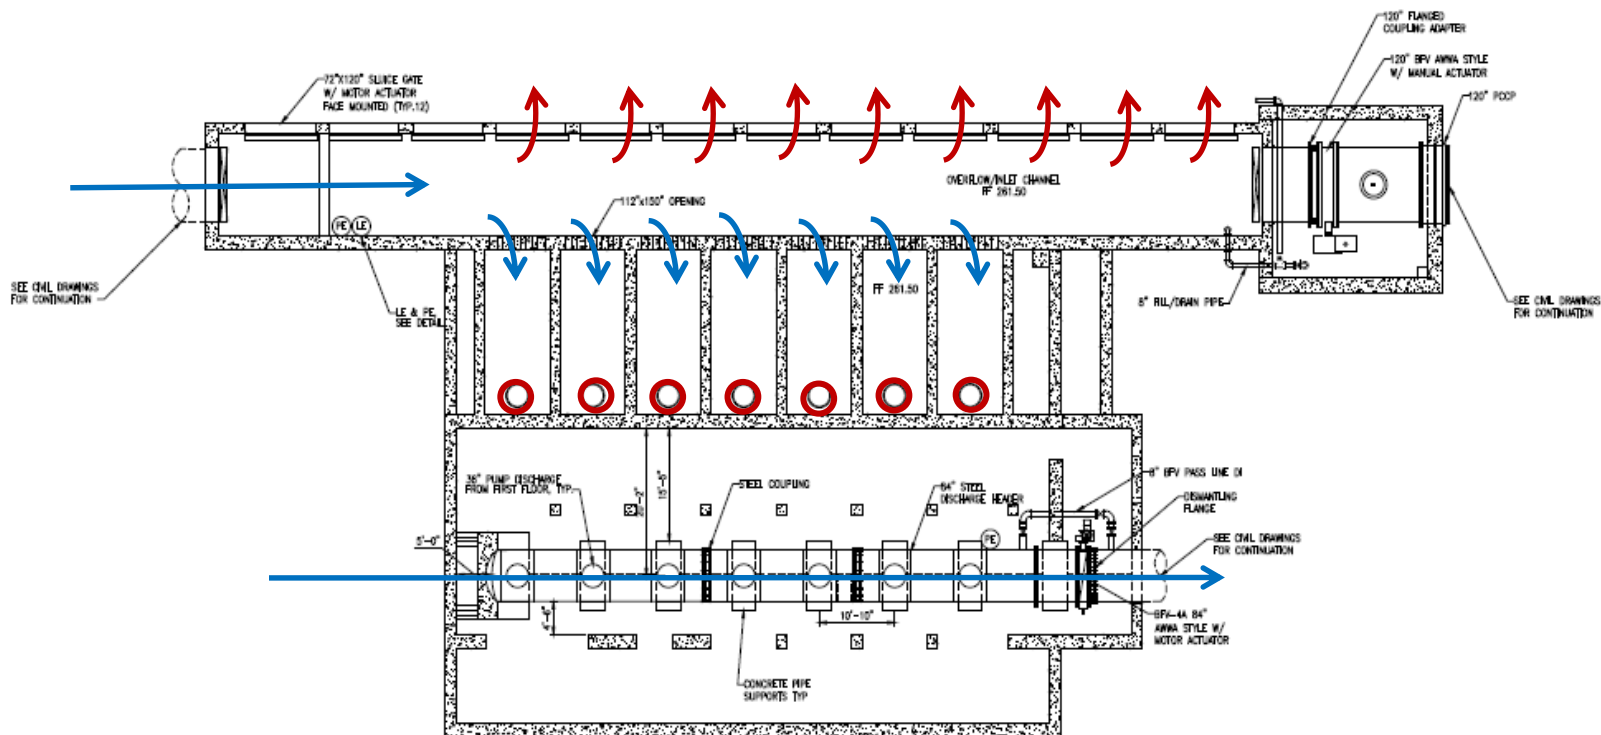 120" FLANGED
COUPLING ADAPTER
120" BFV AWWA STYLE
W/ MANUAL ACTUATOR
120" PCCP
72"X120" SLUICE GATE
W/ MOTOR ACTUATOR
FACE MOUNTED (TYP.12)
OVERFLOW/INLET CHANNEL
FF 261.50
112"x150" OPENING
PE
LE
SEE CIVIL DRAWINGS
FOR CONTINUATION
LE & PE,
SEE DETAIL
FF 261.50
8" FILL/DRAIN PIPE
SEE CIVIL DRAWINGS
FOR CONTINUATION
36" PUMP DISCHARGE
FROM FIRST FLOOR, TYP.
15'-6"
STEEL COUPLING
84" STEEL
DISCHARGE HEADER
8" BFV PASS LINE DI
DISMANTLING
FLANGE
PE
5'-0"
SEE CIVIL DRAWINGS
FOR CONTINUATION
4'-6"
10'-10"
BFV-4A 84"
AWWA STYLE W/
MOTOR ACTUATOR
CONCRETE PIPE
SUPPORTS TYP